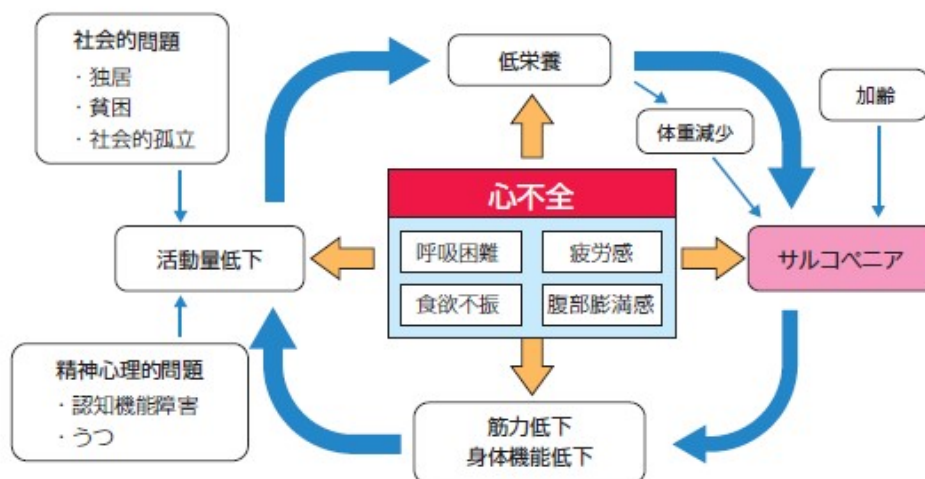 社会的問題
・独居
・貧困
・社会的孤立
低栄養
加齢
体重減少
心不全
呼吸困難
疲労感
食欲不振
腹部膨満感
活動量低下
サルコペニア
精神心理的問題
・認知機能障害
・うつ
筋力低下
身体機能低下